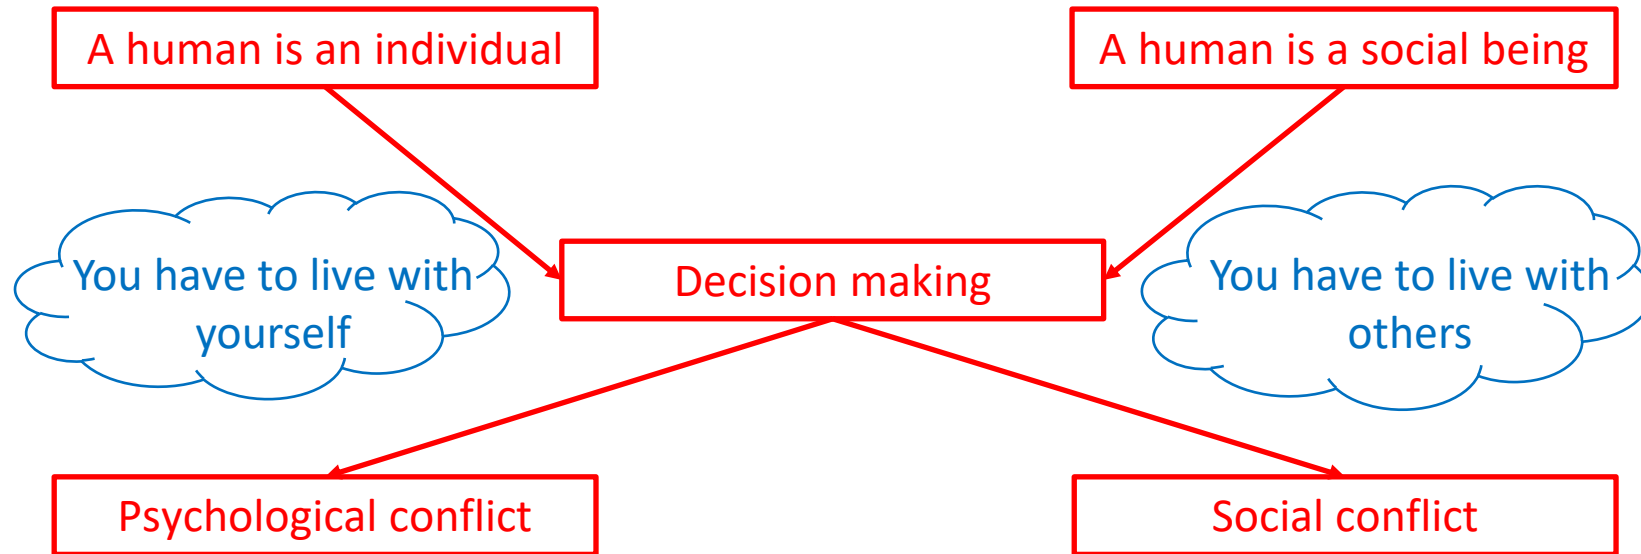 A human is an individual
A human is a social being
You have to live with
yourself
Decision making
You have to live with
others
Psychological conflict
Social conflict